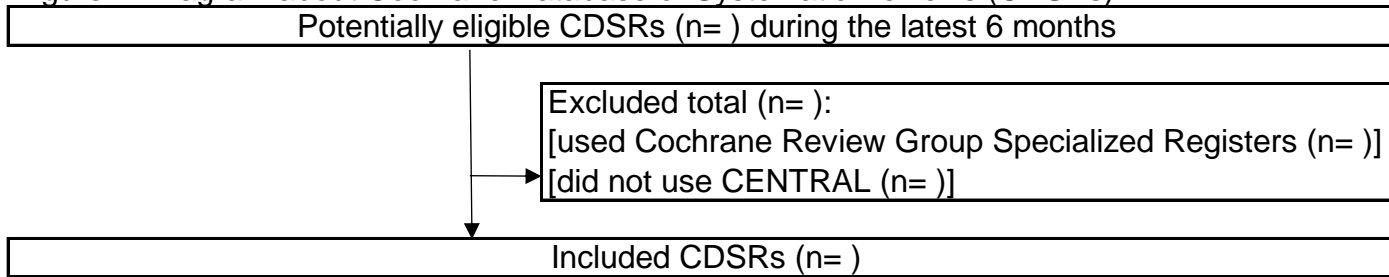 Potentially eligible CDSRs (n= ) during the latest 6 months
Excluded total (n= ):
[used Cochrane Review Group Specialized Registers (n= )]
[did not use CENTRAL (n= )]
Included CDSRs (n= )